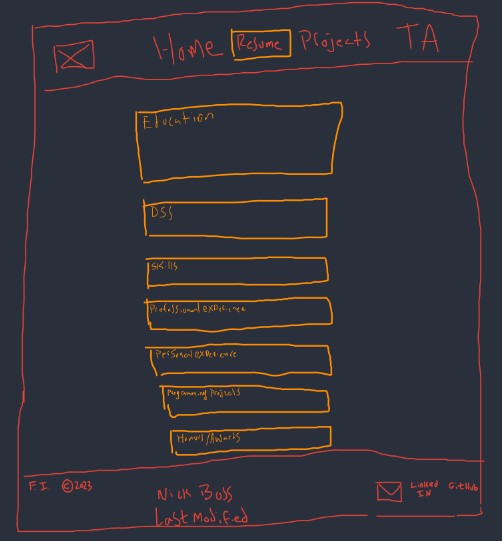 Home Resume Projects TA
Education
DSS
Skills
Professional experience
Personal experience
Programming Projects
Honors/Awards
F.I. ©2023
Nick Boss
Last Modified
Linked IN
GitHub